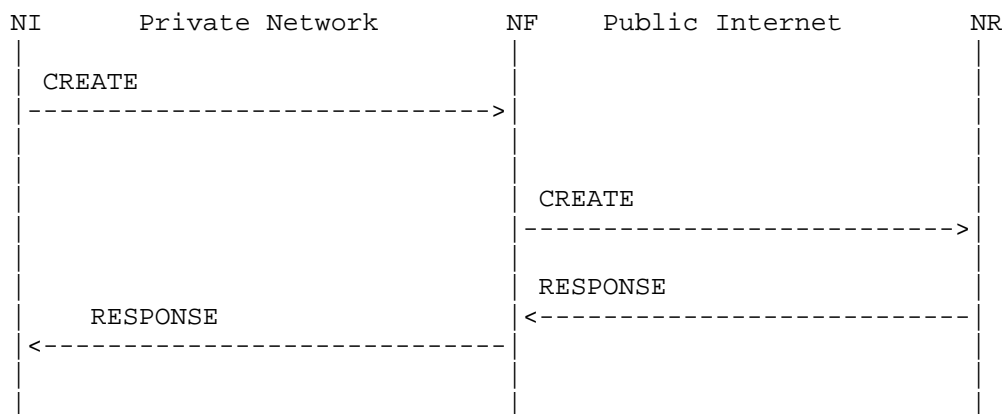 NI Private Network NF Public Internet NR
CREATE
CREATE
RESPONSE
RESPONSE